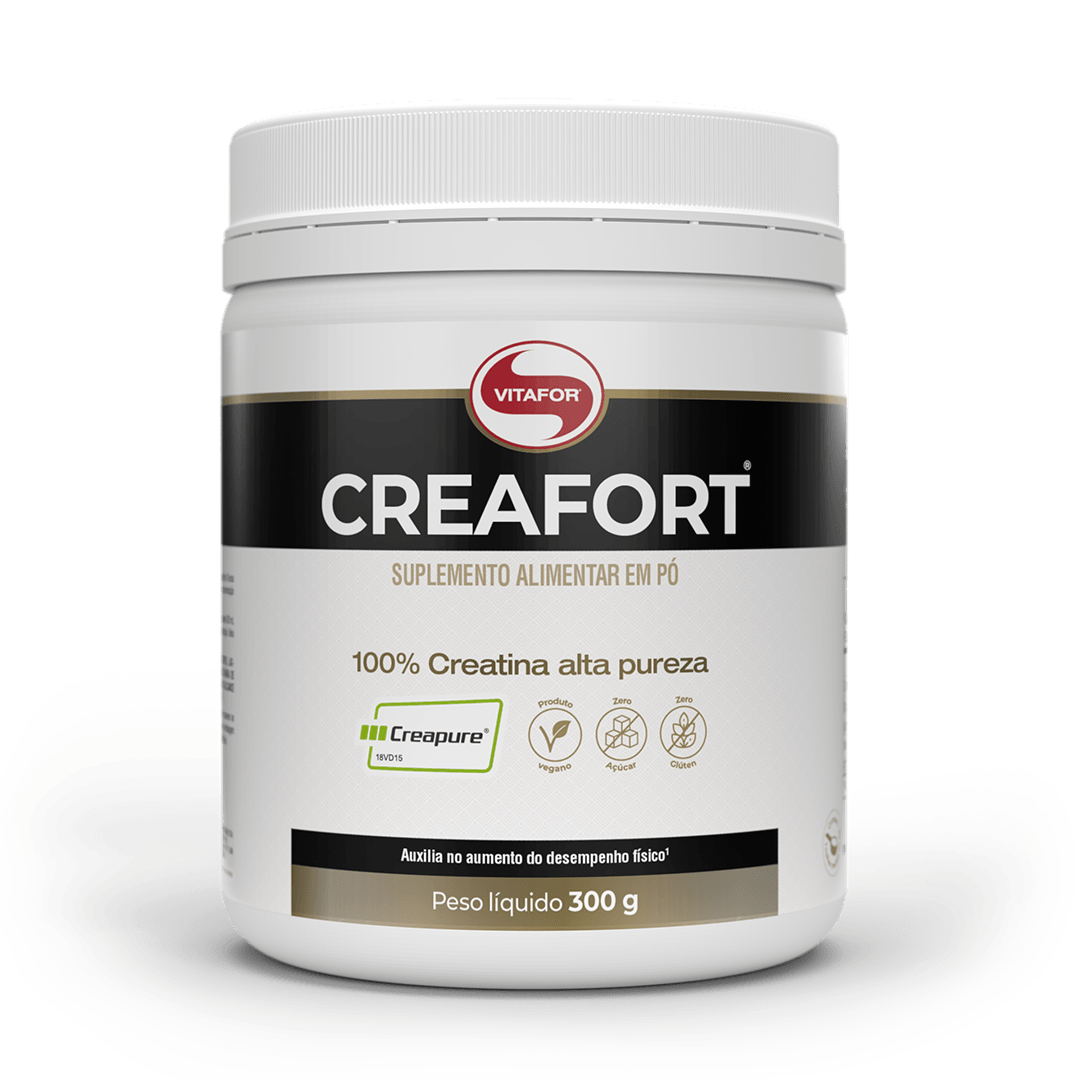 VITAFOR®
CREAFORT®
SUPLEMENTO ALIMENTAR EM PÓ
100% Creatina alta pureza
Creapure®
18VD15
Produto
vegano
Zero
Açúcar
Zero
Glúten
Auxilia no aumento do desempenho físico¹
Peso líquido 300 g